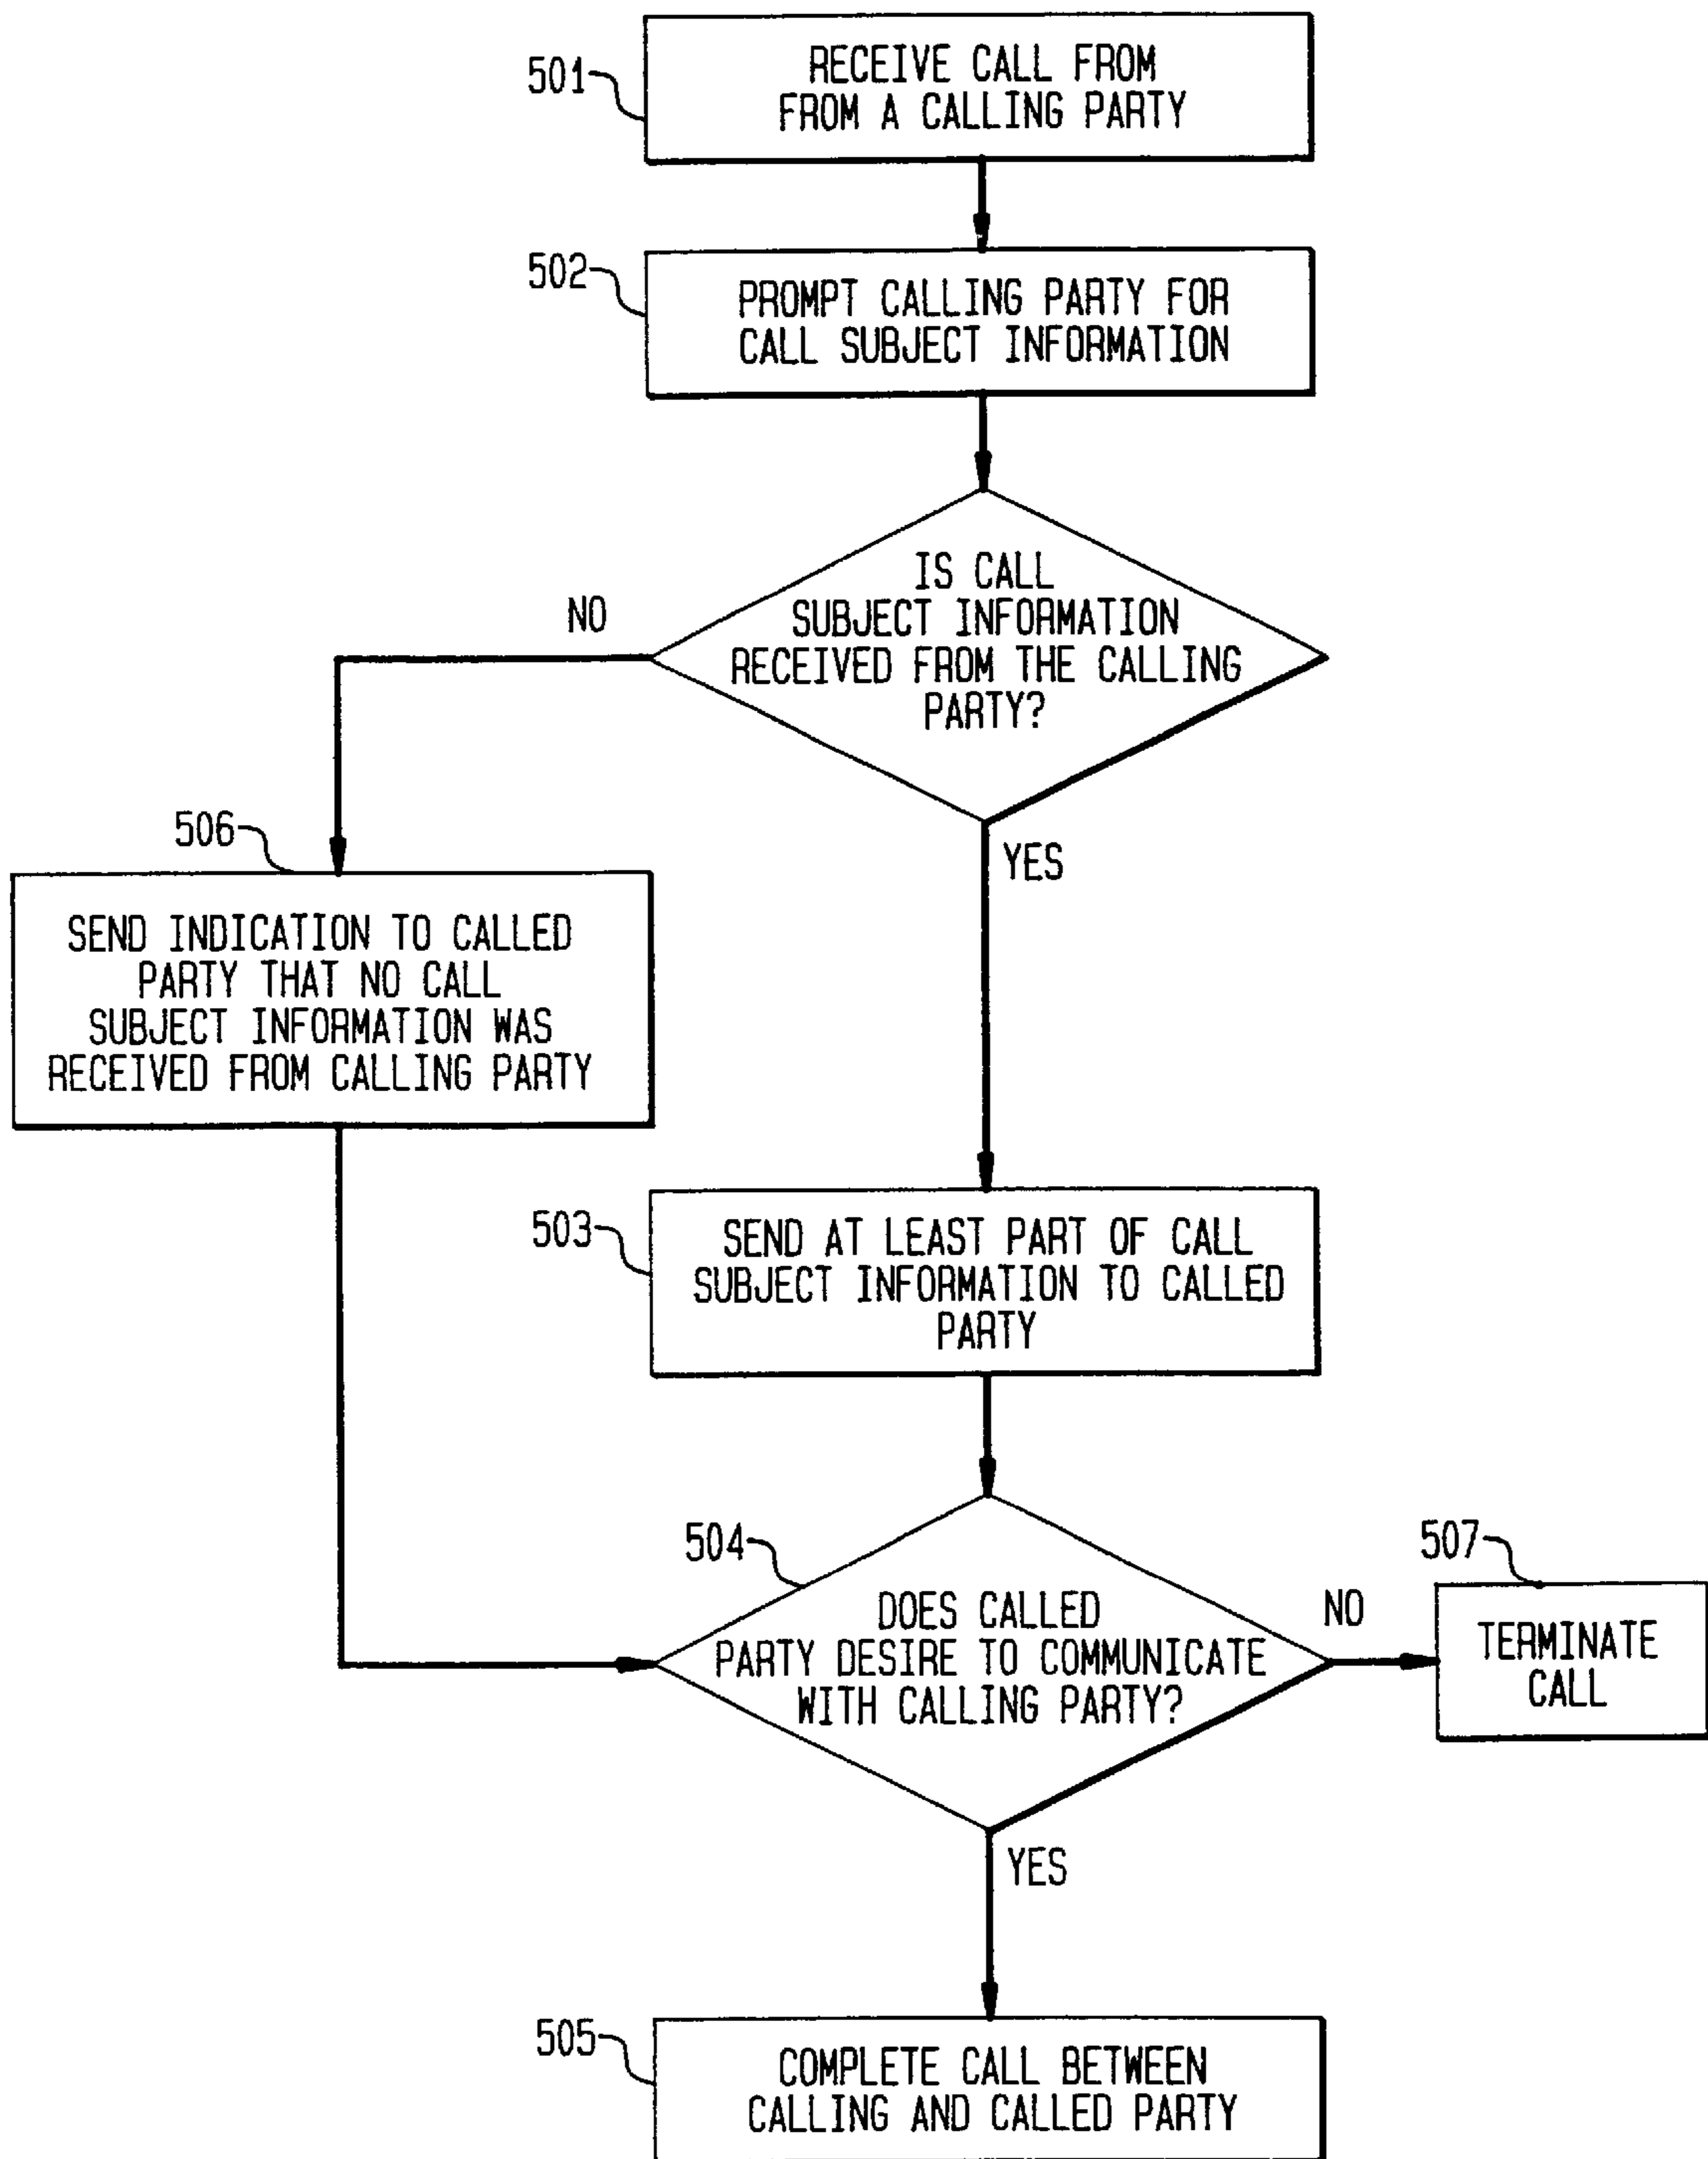 501
RECEIVE CALL FROM
FROM A CALLING PARTY
502
PROMPT CALLING PARTY FOR
CALL SUBJECT INFORMATION
IS CALL
SUBJECT INFORMATION
RECEIVED FROM THE CALLING
PARTY?
NO
YES
506
SEND INDICATION TO CALLED
PARTY THAT NO CALL
SUBJECT INFORMATION WAS
RECEIVED FROM CALLING PARTY
503
SEND AT LEAST PART OF CALL
SUBJECT INFORMATION TO CALLED
PARTY
504
DOES CALLED
PARTY DESIRE TO COMMUNICATE
WITH CALLING PARTY?
NO
507
TERMINATE
CALL
YES
505
COMPLETE CALL BETWEEN
CALLING AND CALLED PARTY